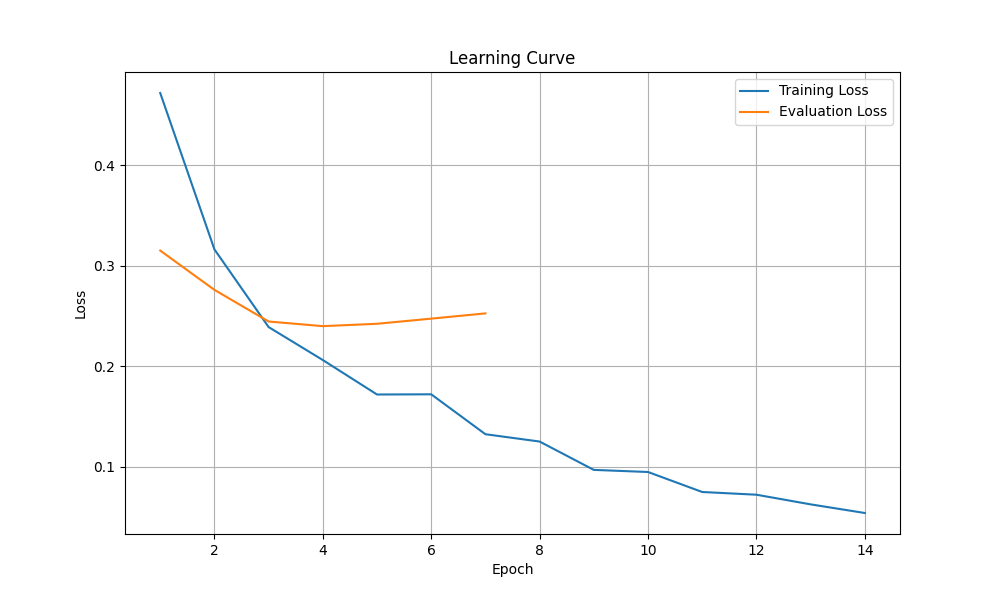 Learning Curve
Training Loss
Evaluation Loss
0.4
0.3
0.2
0.1
Loss
2 4 6 8 10 12 14
Epoch